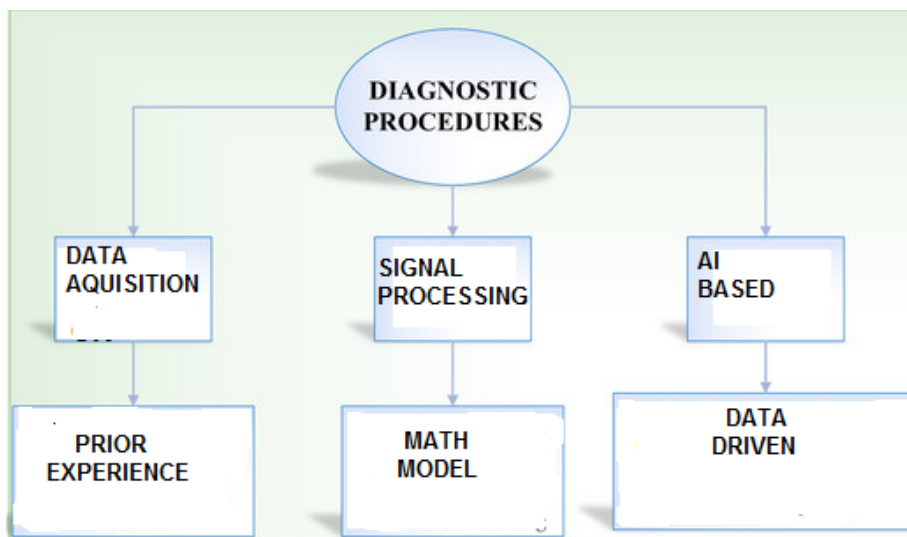 DIAGNOSTIC
PROCEDURES
DATA
AQUISITION
SIGNAL
PROCESSING
AI
BASED
PRIOR
EXPERIENCE
MATH
MODEL
DATA
DRIVEN